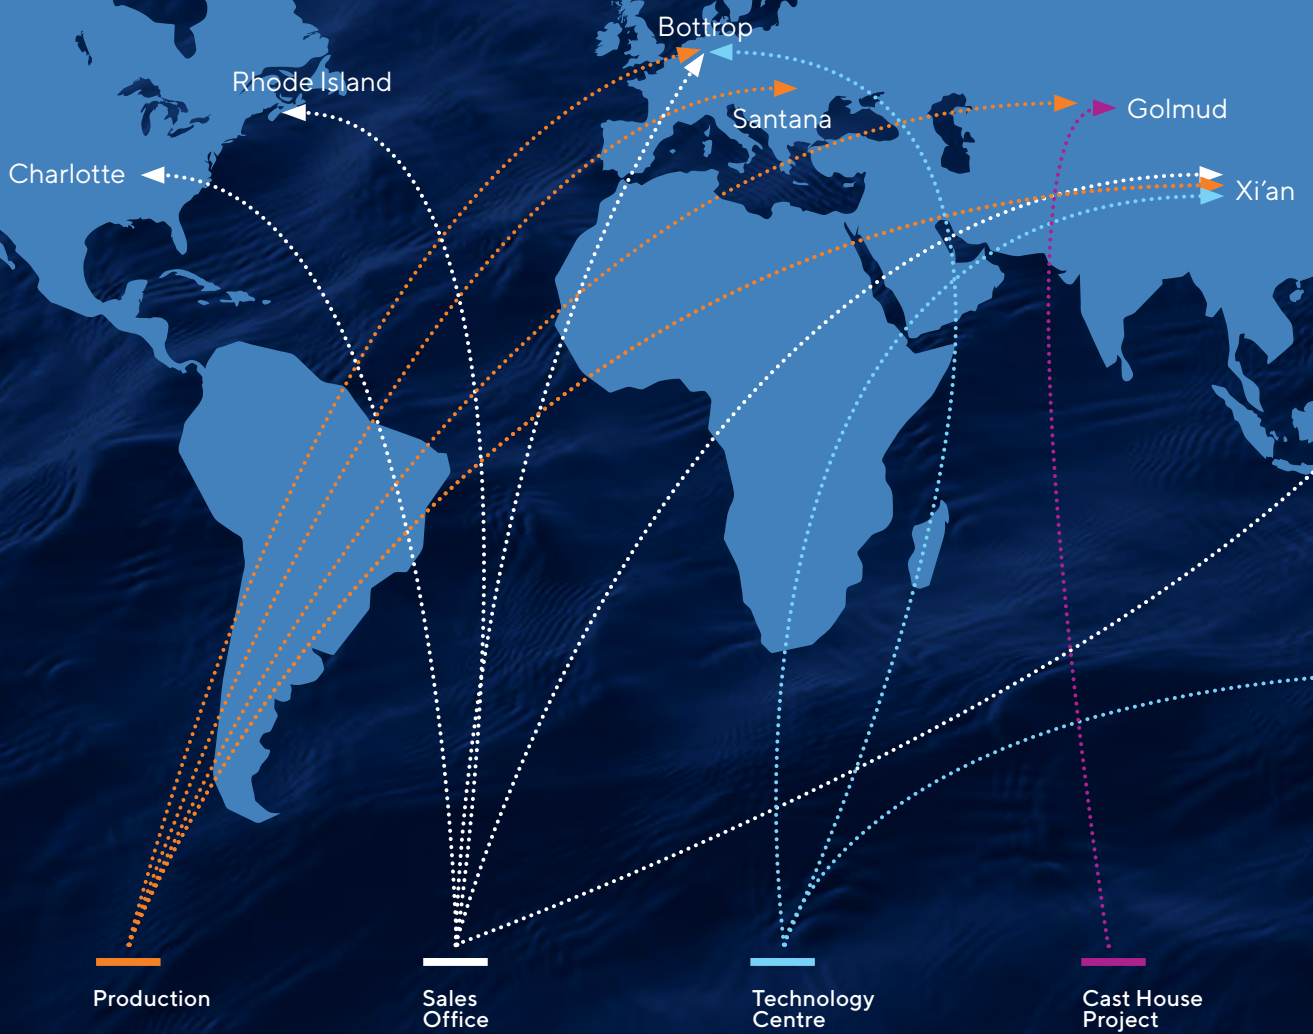 Bottrop
Rhode Island
Santana
Golmud
Charlotte
Xi’an
Production
Sales
Office
Technology
Centre
Cast House
Project